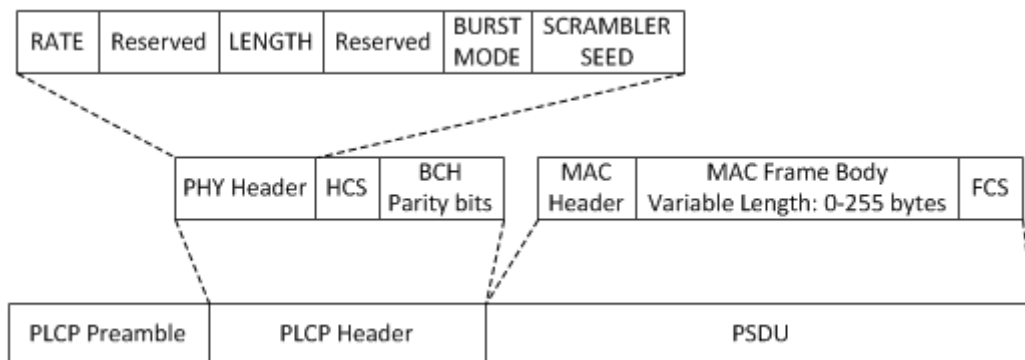 RATE
Reserved
LENGTH
Reserved
BURST
MODE
SCRAMBLER
SEED
PHY Header
HCS
BCH
Parity bits
MAC
Header
MAC Frame Body
Variable Length: 0-255 bytes
FCS
PLCP Preamble
PLCP Header
PSDU